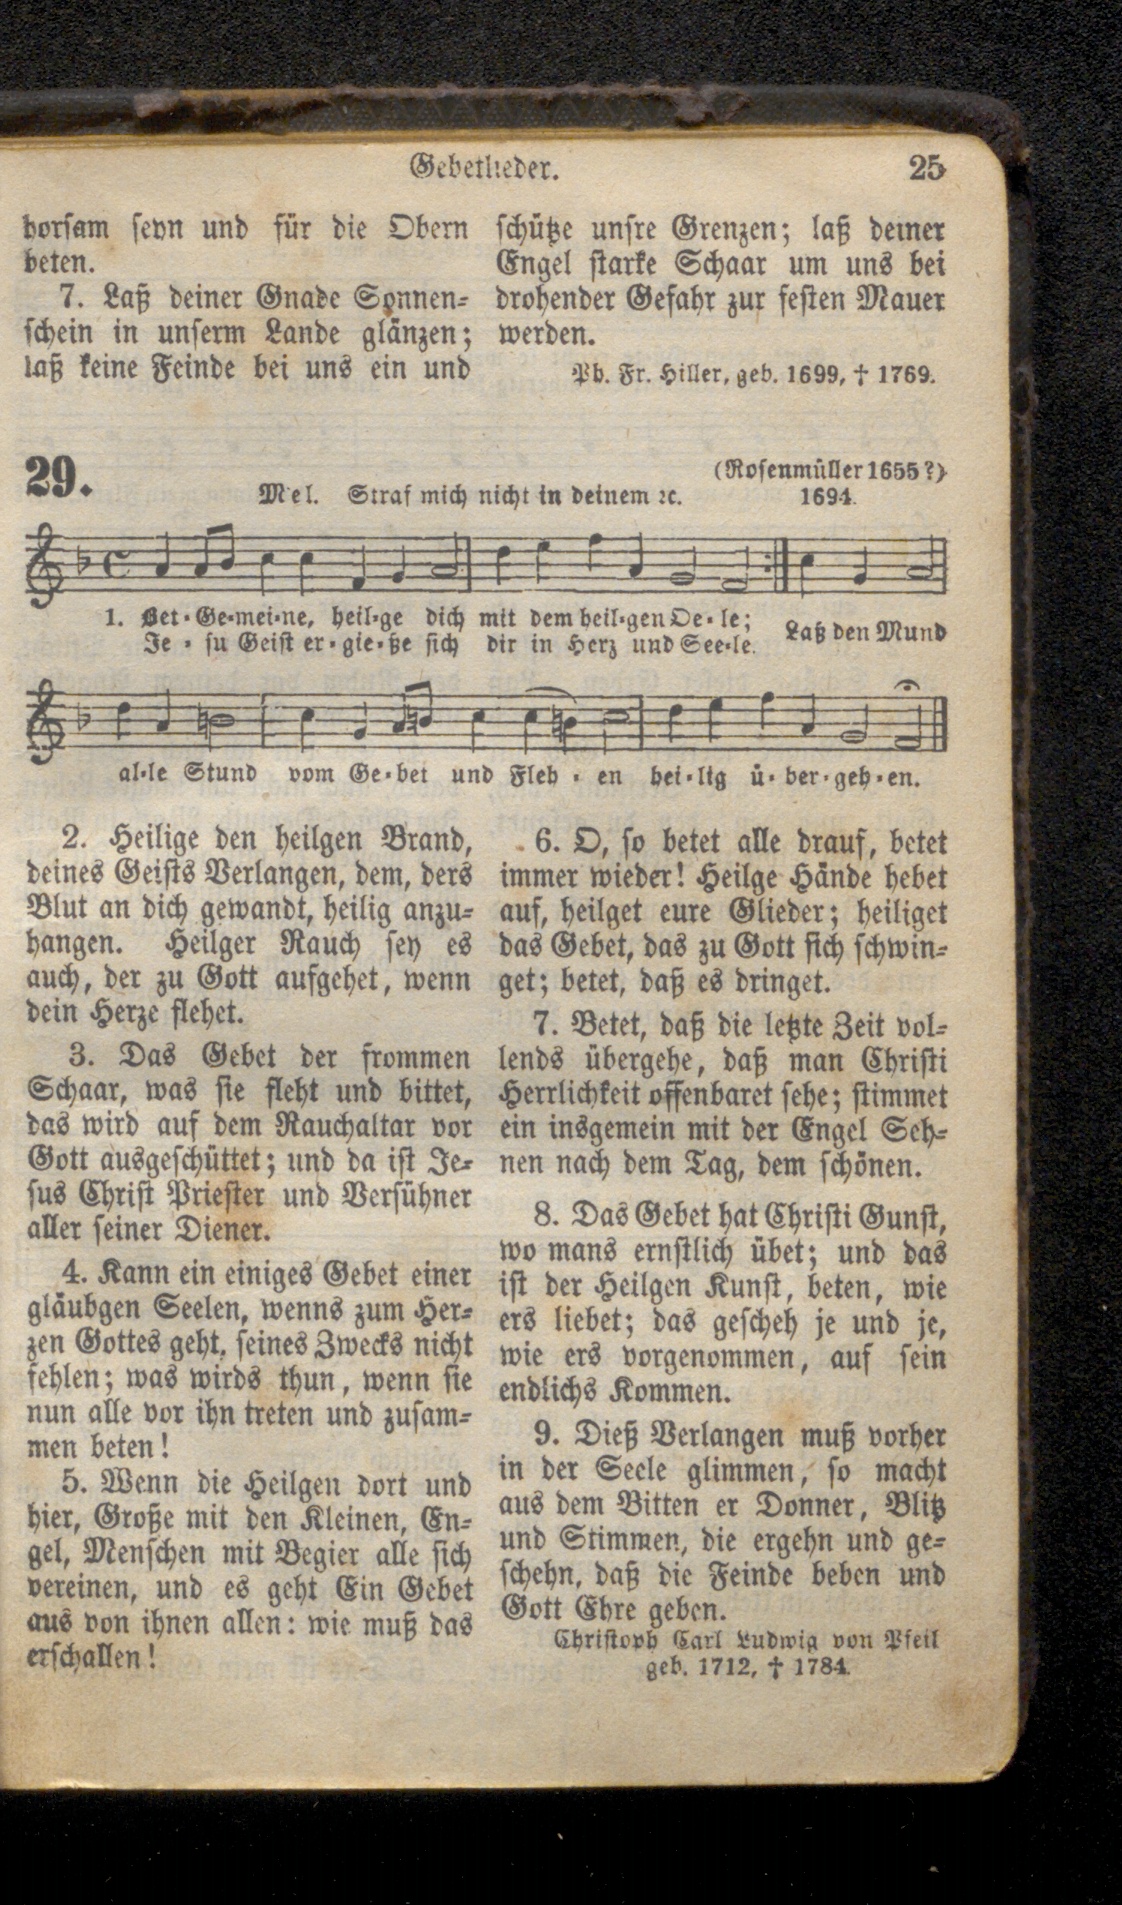 Gebetlieder. 25
horsam seyn und für die Obern
beten.
7. Laß deiner Gnade Sonnen-
schein in unserm Lande glänzen;
laß keine Feinde bei uns ein und
schütze unsre Grenzen; laß deiner
Engel starke Schaar um uns bei
drohender Gefahr zur festen Mauer
werden.
Ph. Fr. Hiller, geb. 1699, † 1769.
29.
(Rosenmüller 1655?)
Mel. Straf mich nicht in deinem ꝛc. 1694.
1. Bet-Ge-mei-ne, heil-ge dich mit dem heil-gen Oe-le;
Je-su Geist er-gie-ße sich dir in Herz und See-le.
Laß den Mund
al-le Stund vom Ge-bet und Fleh-en hei-lig ü-ber-geh-en.
2. Heilige den heilgen Brand,
deines Geists Verlangen, dem, ders
Blut an dich gewandt, heilig anzu-
hangen. Heilger Rauch sey es
auch, der zu Gott aufgehet, wenn
dein Herze flehet.
3. Das Gebet der frommen
Schaar, was sie fleht und bittet,
das wird auf dem Rauchaltar vor
Gott ausgeschüttet; und da ist Je-
sus Christ Priester und Versühner
aller seiner Diener.
4. Kann ein einiges Gebet einer
gläubgen Seelen, wenns zum Her-
zen Gottes geht, seines Zwecks nicht
fehlen; was wirds thun, wenn sie
nun alle vor ihn treten und zusam-
men beten!
5. Wenn die Heilgen dort und
hier, Große mit den Kleinen, En-
gel, Menschen mit Begier alle sich
vereinen, und es geht Ein Gebet
aus von ihnen allen: wie muß das
erschallen!
6. O, so betet alle drauf, betet
immer wieder! Heilge Hände hebet
auf, heilget eure Glieder; heiliget
das Gebet, das zu Gott sich schwin-
get; betet, daß es dringet.
7. Betet, daß die letzte Zeit vol-
lends übergehe, daß man Christi
Herrlichkeit offenbaret sehe; stimmet
ein insgemein mit der Engel Seh-
nen nach dem Tag, dem schönen.
8. Das Gebet hat Christi Gunst,
wo mans ernstlich übet; und das
ist der Heilgen Kunst, beten, wie
ers liebet; das gescheh je und je,
wie ers vorgenommen, auf sein
endlichs Kommen.
9. Dieß Verlangen muß vorher
in der Seele glimmen, so macht
aus dem Bitten er Donner, Blitz
und Stimmen, die ergehn und ge-
schehn, daß die Feinde beben und
Gott Ehre geben.
Christoph Carl Ludwig von Pfeil
geb. 1712, † 1784.